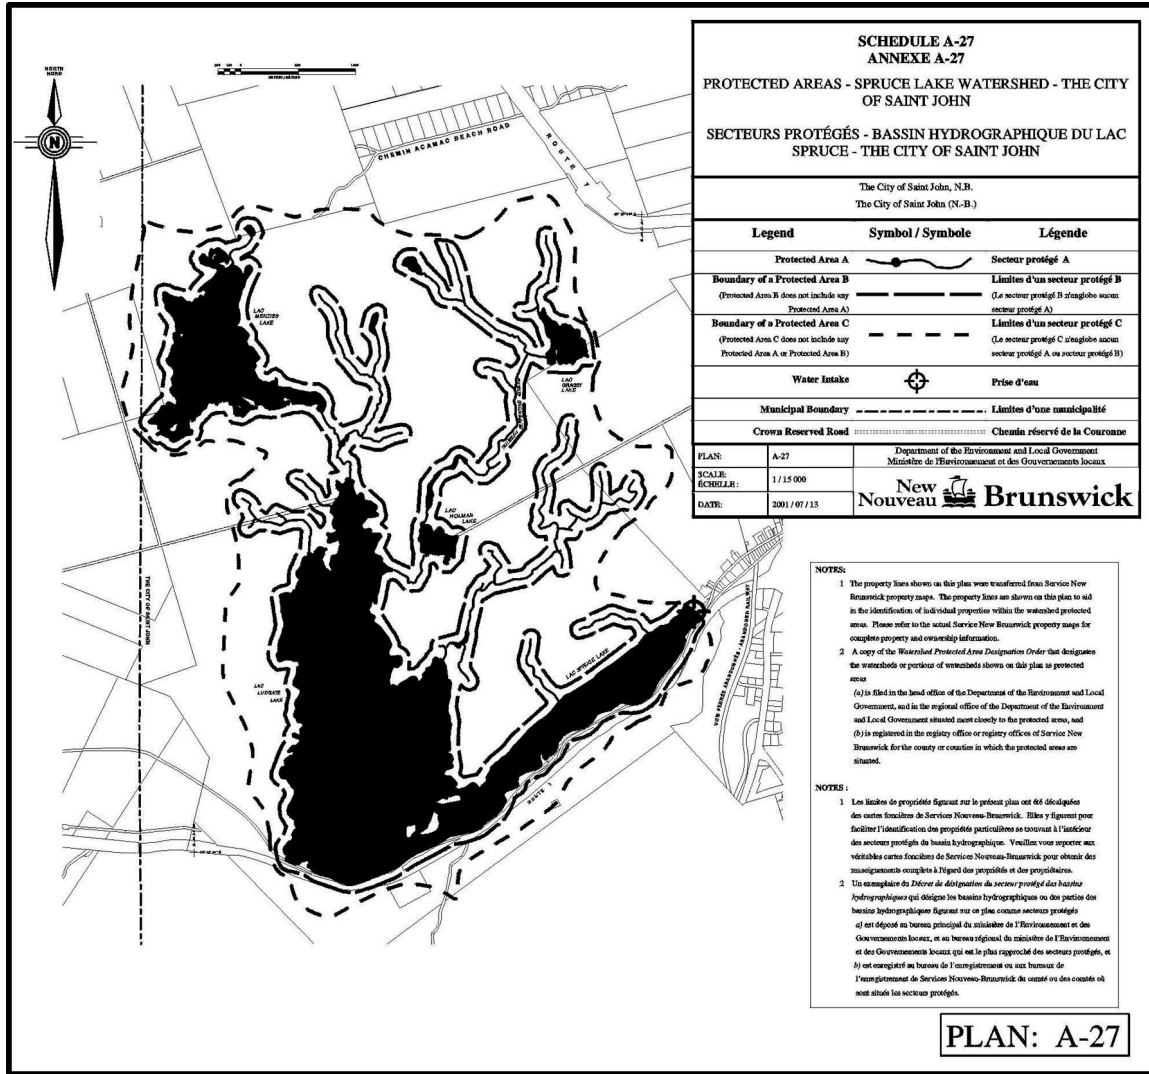 SCHEDULE A-27
ANNEXE A-27
PROTECTED AREAS - SPRUCE LAKE WATERSHED - THE CITY
OF SAINT JOHN
SECTEURS PROTÉGÉS - BASSIN HYDROGRAPHIQUE DU LAC
SPRUCE - THE CITY OF SAINT JOHN
The City of Saint John, N.B.
The City of Saint John (N.-B.)
Legend Symbol / Symbole Légende
Protected Area A Secteur protégé A
Boundary of a Protected Area B Limites d'un secteur protégé B
(Protected Area B does not include any (Le secteur protégé B n'englobe aucun
Protected Area A) secteur protégé A)
Boundary of a Protected Area C Limites d'un secteur protégé C
(Protected Area C does not include any (Le secteur protégé C n'englobe aucun
Protected Area A or Protected Area B) secteur protégé A ou secteur protégé B)
Water Intake Prise d'eau
Municipal Boundary Limites d'une municipalité
Crown Reserved Road Chemin réservé de la Couronne
PLAN: A-27 Department of the Environment and Local Government
Ministère de l'Environnement et des Gouvernements locaux
SCALE:
ÉCHELLE : 1 / 15 000
DATE: 2001 / 07 / 13
New
Nouveau Brunswick
NORTH
NORD
N
CHEMIN ACAMAC BEACH ROAD
ROUTE 7
LAC
MENZIES
LAKE
LAC
GRASSY
LAKE
LAC
HOLMAN
LAKE
THE CITY OF SAINT JOHN
LAC
LUDGATE
LAKE
LAC SPRUCE LAKE
ROUTE 1
VOIE FERRÉE ABANDONNÉE - ABANDONED RAILWAY
NOTES:
1 The property lines shown on this plan were transferred from Service New
Brunswick property maps. The property lines are shown on this plan to aid
in the identification of individual properties within the watershed protected
areas. Please refer to the actual Service New Brunswick property maps for
complete property and ownership information.
2 A copy of the Watershed Protected Area Designation Order that designates
the watersheds or portions of watersheds shown on this plan as protected
areas
(a) is filed in the head office of the Department of the Environment and Local
Government, and in the regional office of the Department of the Environment
and Local Government situated most closely to the protected areas, and
(b) is registered in the registry office or registry offices of Service New
Brunswick for the county or counties in which the protected areas are
situated.
NOTES :
1 Les limites de propriétés figurant sur le présent plan ont été décalquées
des cartes foncières de Services Nouveau-Brunswick. Elles y figurent pour
faciliter l'identification des propriétés particulières se trouvant à l'intérieur
des secteurs protégés du bassin hydrographique. Veuillez vous reporter aux
véritables cartes foncières de Services Nouveau-Brunswick pour obtenir des
renseignements complets à l'égard des propriétés et des propriétaires.
2 Un exemplaire du Décret de désignation du secteur protégé des bassins
hydrographiques qui désigne les bassins hydrographiques ou des parties des
bassins hydrographiques figurant sur ce plan comme secteurs protégés
a) est déposé au bureau principal du ministère de l'Environnement et des
Gouvernements locaux, et au bureau régional du ministère de l'Environnement
et des Gouvernements locaux qui est le plus rapproché des secteurs protégés, et
b) est enregistré au bureau de l'enregistrement ou aux bureaux de
l'enregistrement de Services Nouveau-Brunswick du comté ou des comtés où
sont situés les secteurs protégés.
PLAN: A-27